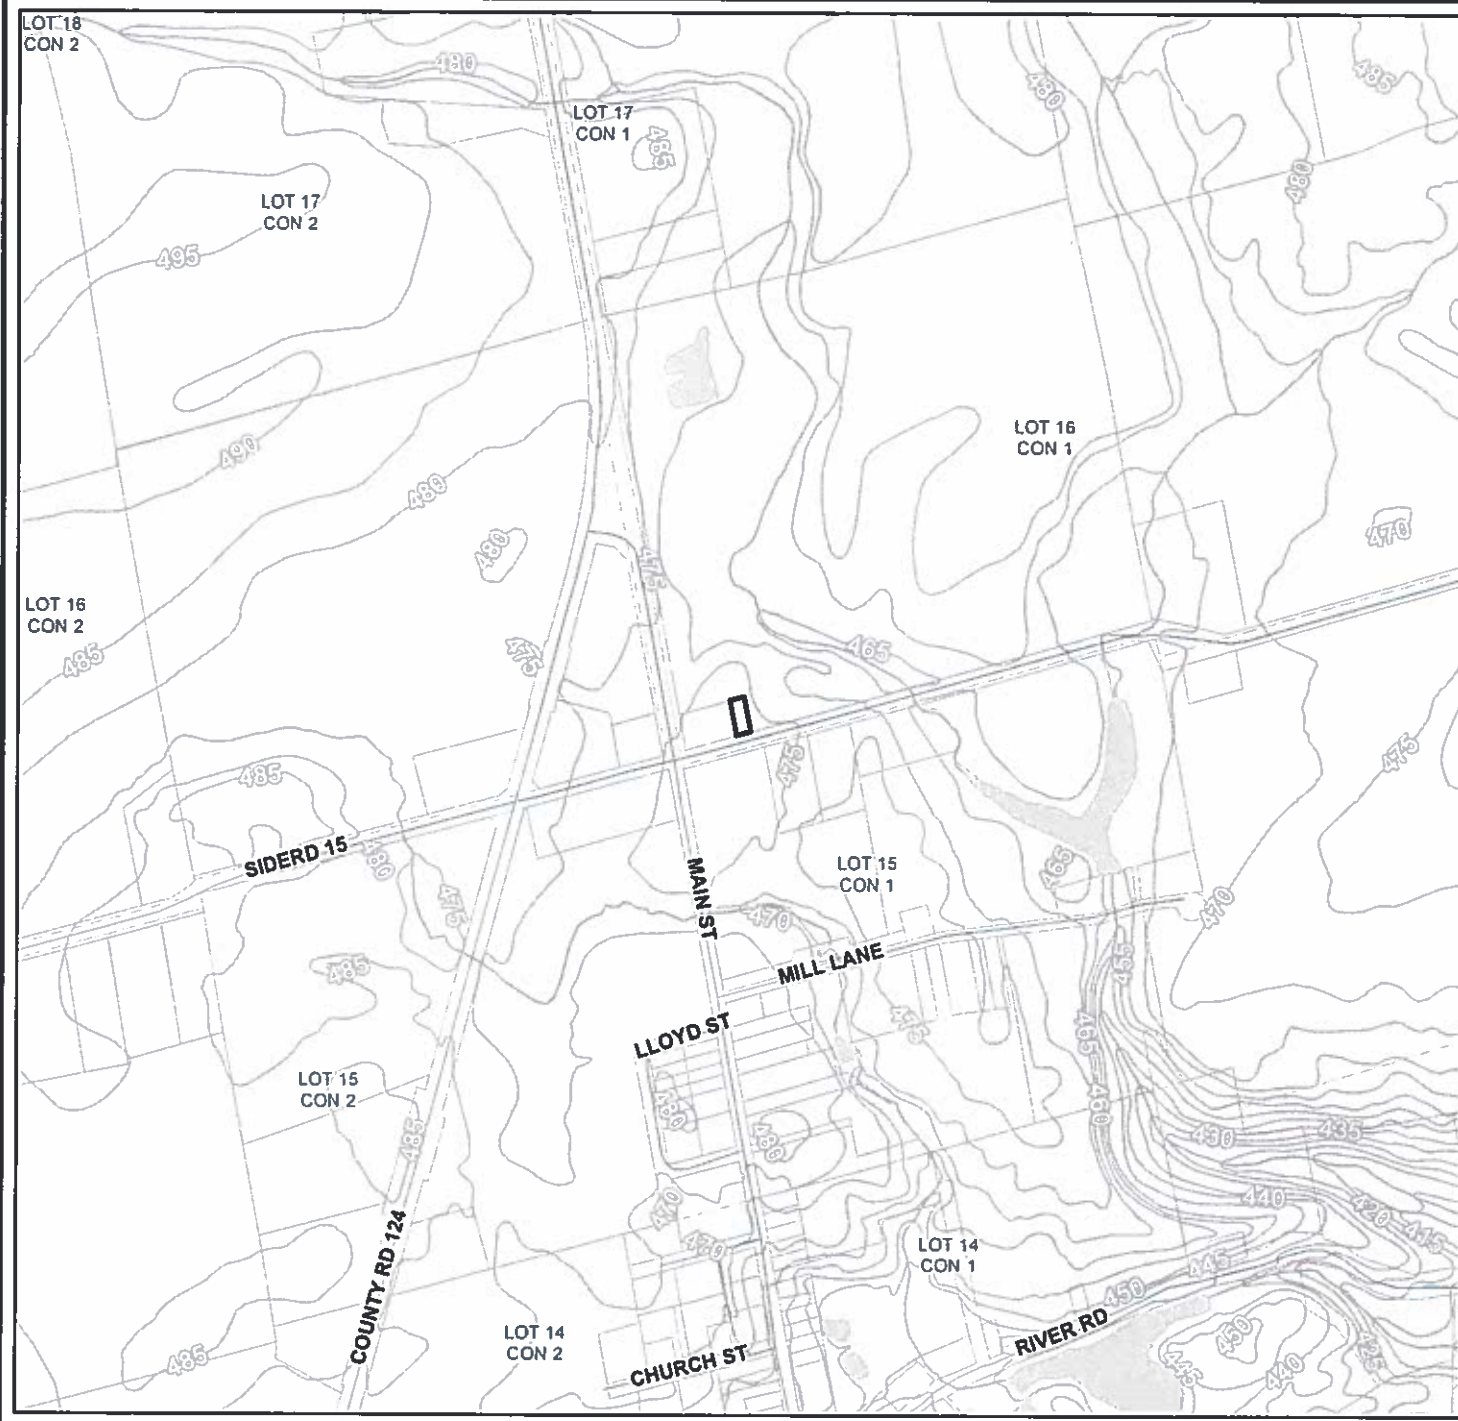 LOT 18
CON 2
480
480
485
LOT 17
CON 1
485
480
LOT 17
CON 2
495
LOT 16
CON 1
490
480
470
480
475
LOT 16
CON 2
475
465
485
475
475
485
SIDERD 15
480
LOT 15
CON 1
465
MAIN ST
475
470
470
MILL LANE
485
455
475
LLOYD ST
465
LOT 15
CON 2
480
460
485
480
430
435
470
440
420
415
COUNTY RD 124
470
LOT 14
CON 1
445
450
RIVER RD
LOT 14
CON 2
450
485
CHURCH ST
445
440
425